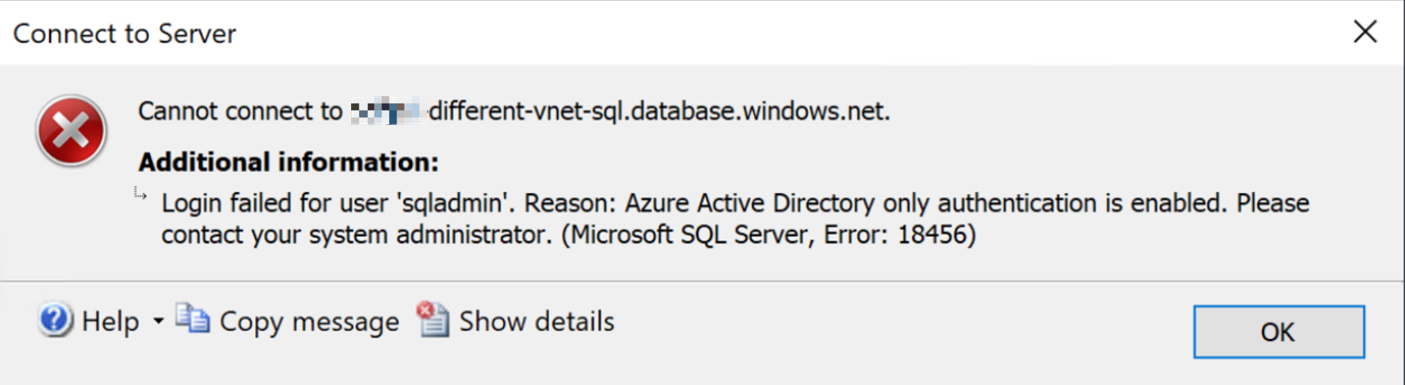 Connect to Server
Cannot connect to -different-vnet-sql.database.windows.net.
Additional information:
Login failed for user 'sqladmin'. Reason: Azure Active Directory only authentication is enabled. Please
contact your system administrator. (Microsoft SQL Server, Error: 18456)
Help Copy message Show details OK